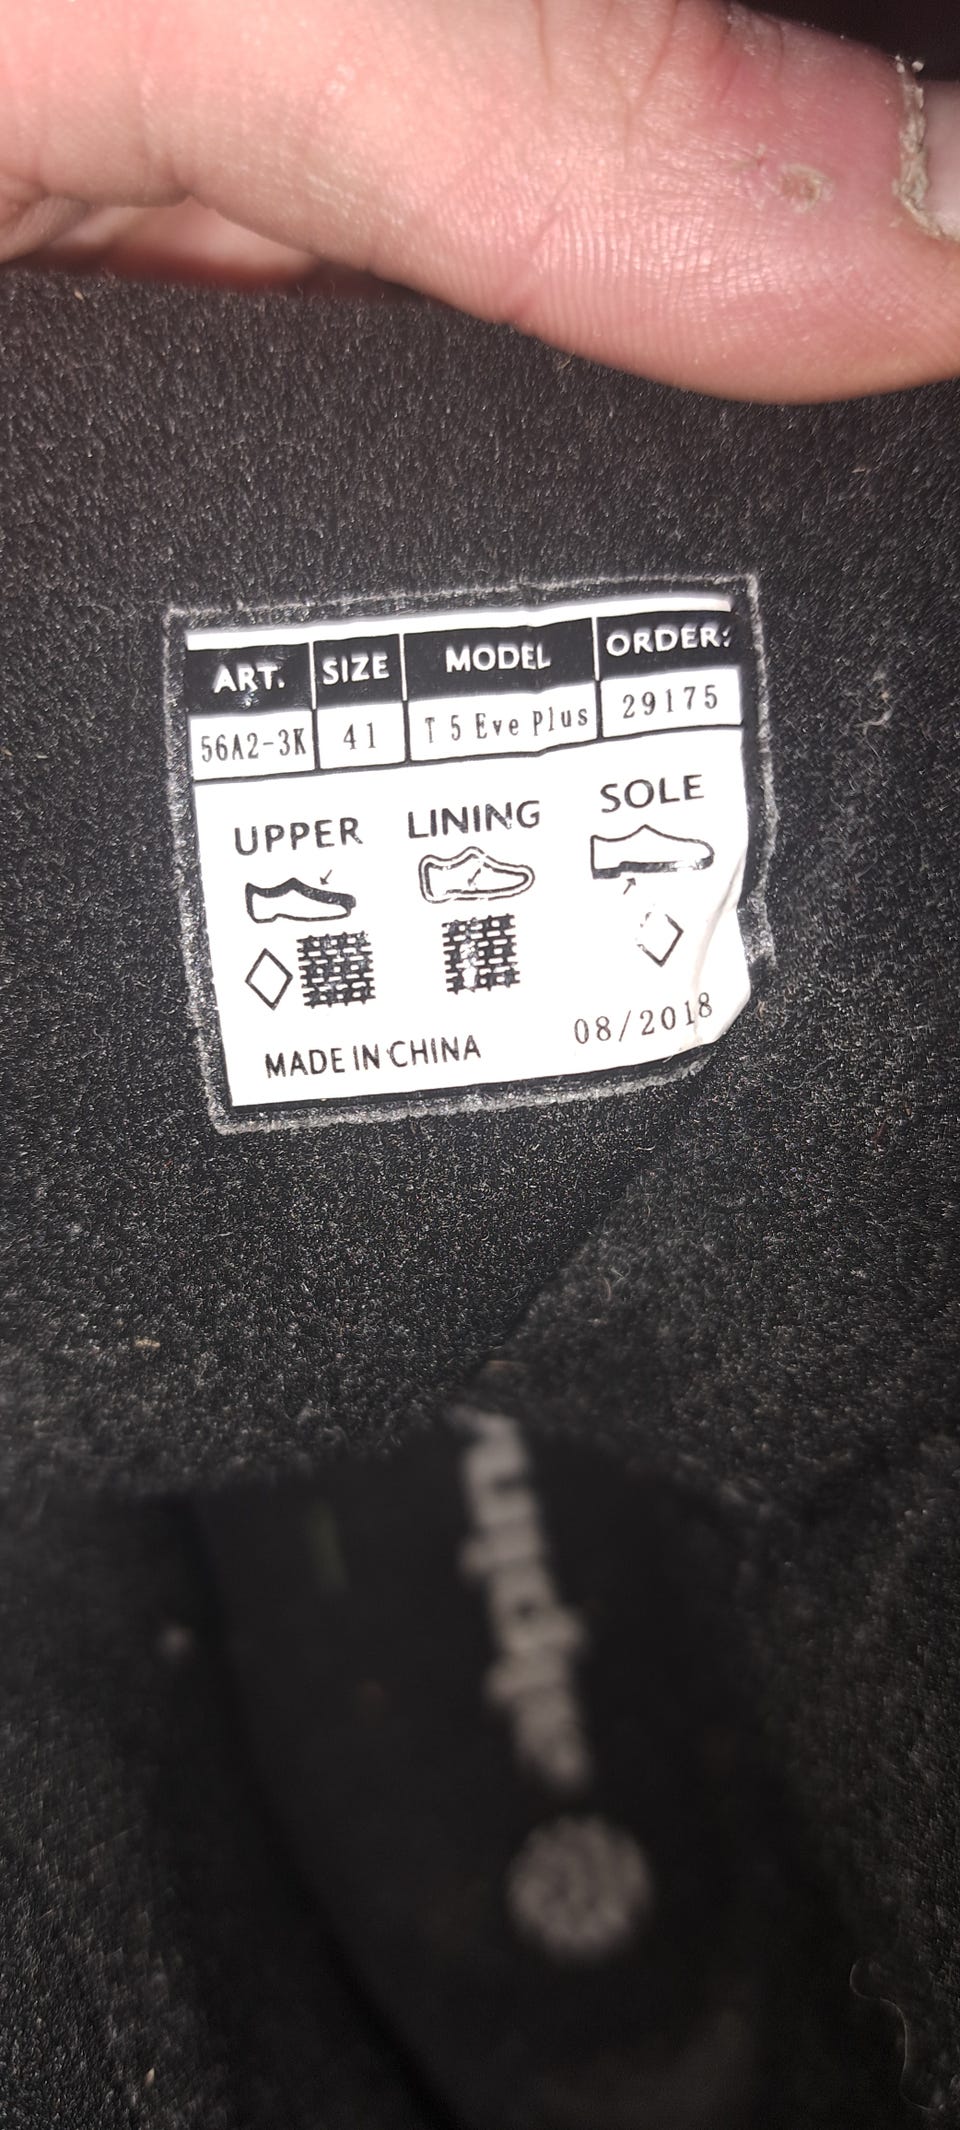 ART. SIZE MODEL ORDER:
56A2-3K 41 T 5 Eve Plus 29175
UPPER LINING SOLE
MADE IN CHINA 08/2018